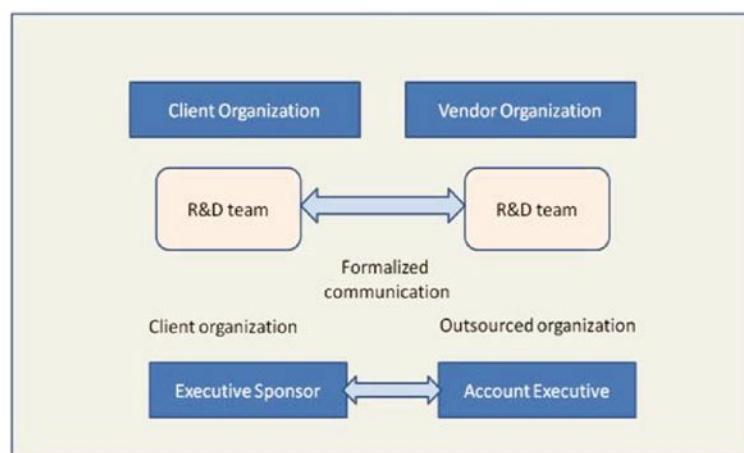 Client Organization
Vendor Organization
R&D team
R&D team
Formalized
communication
Client organization
Outsourced organization
Executive Sponsor
Account Executive